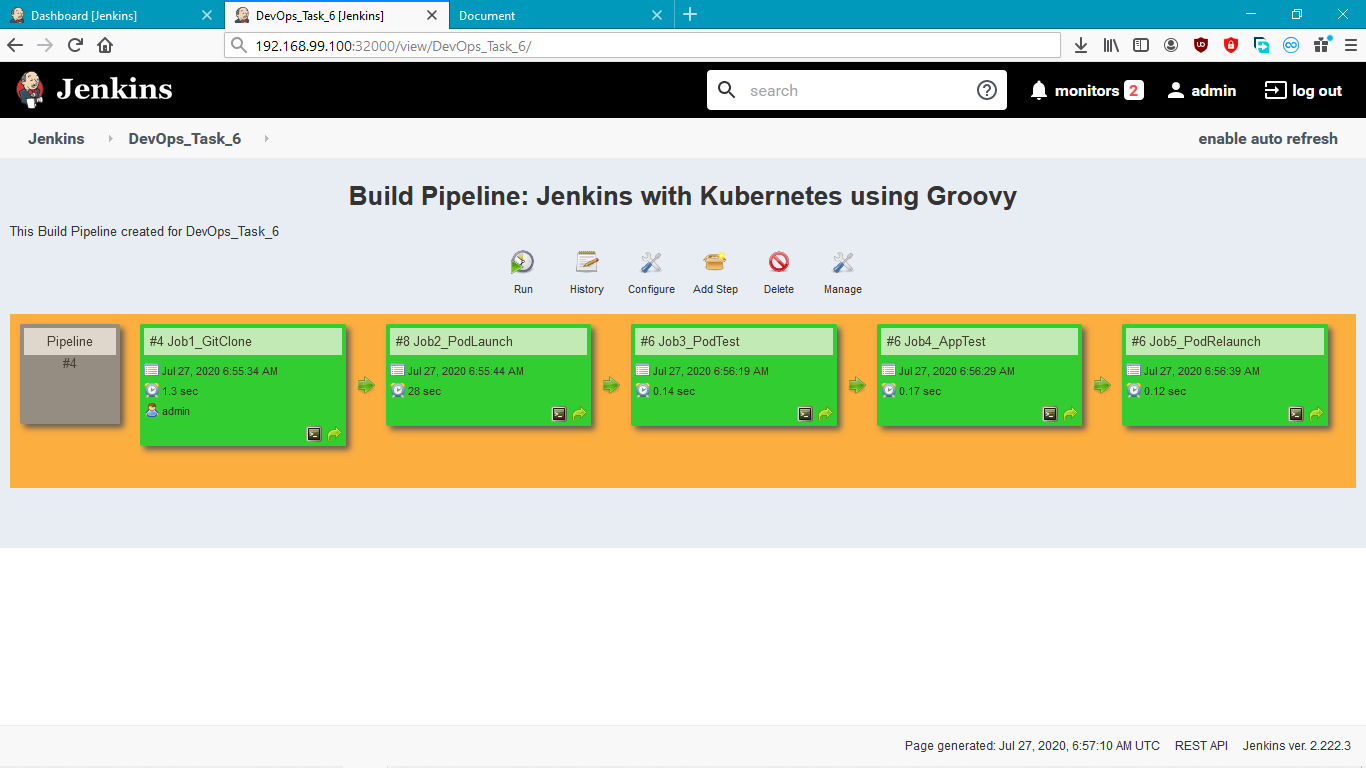 Dashboard [Jenkins]
DevOps_Task_6 [Jenkins]
Document
192.168.99.100:32000/view/DevOps_Task_6/
Jenkins
search
monitors 2
admin
log out
Jenkins
DevOps_Task_6
enable auto refresh
Build Pipeline: Jenkins with Kubernetes using Groovy
This Build Pipeline created for DevOps_Task_6
Run
History
Configure
Add Step
Delete
Manage
Pipeline
#4
#4 Job1_GitClone
Jul 27, 2020 6:55:34 AM
1.3 sec
admin
#8 Job2_PodLaunch
Jul 27, 2020 6:55:44 AM
28 sec
#6 Job3_PodTest
Jul 27, 2020 6:56:19 AM
0.14 sec
#6 Job4_AppTest
Jul 27, 2020 6:56:29 AM
0.17 sec
#6 Job5_PodRelaunch
Jul 27, 2020 6:56:39 AM
0.12 sec
Page generated: Jul 27, 2020, 6:57:10 AM UTC
REST API
Jenkins ver. 2.222.3